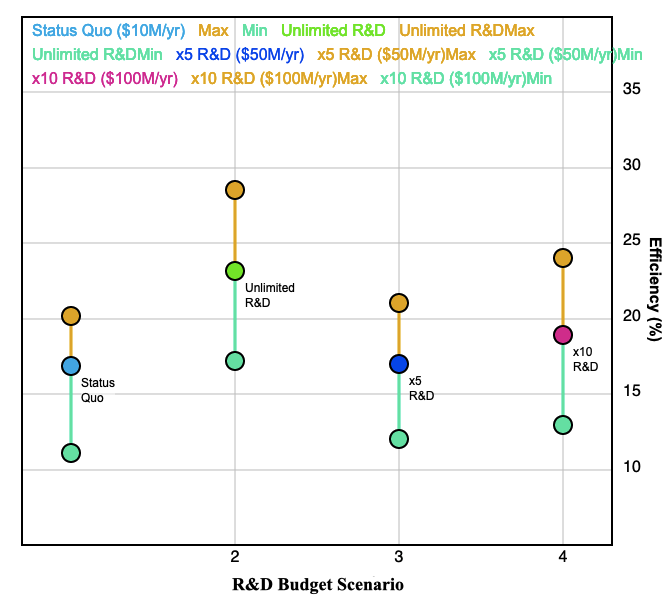 Status Quo ($10M/yr) Max Min Unlimited R&D Unlimited R&DMax
Unlimited R&DMin x5 R&D ($50M/yr) x5 R&D ($50M/yr)Max x5 R&D ($50M/yr)Min
x10 R&D ($100M/yr) x10 R&D ($100M/yr)Max x10 R&D ($100M/yr)Min
35
30
25
20
15
10
Efficiency (%)
Unlimited
R&D
x10
R&D
Status
Quo
x5
R&D
2 3 4
R&D Budget Scenario